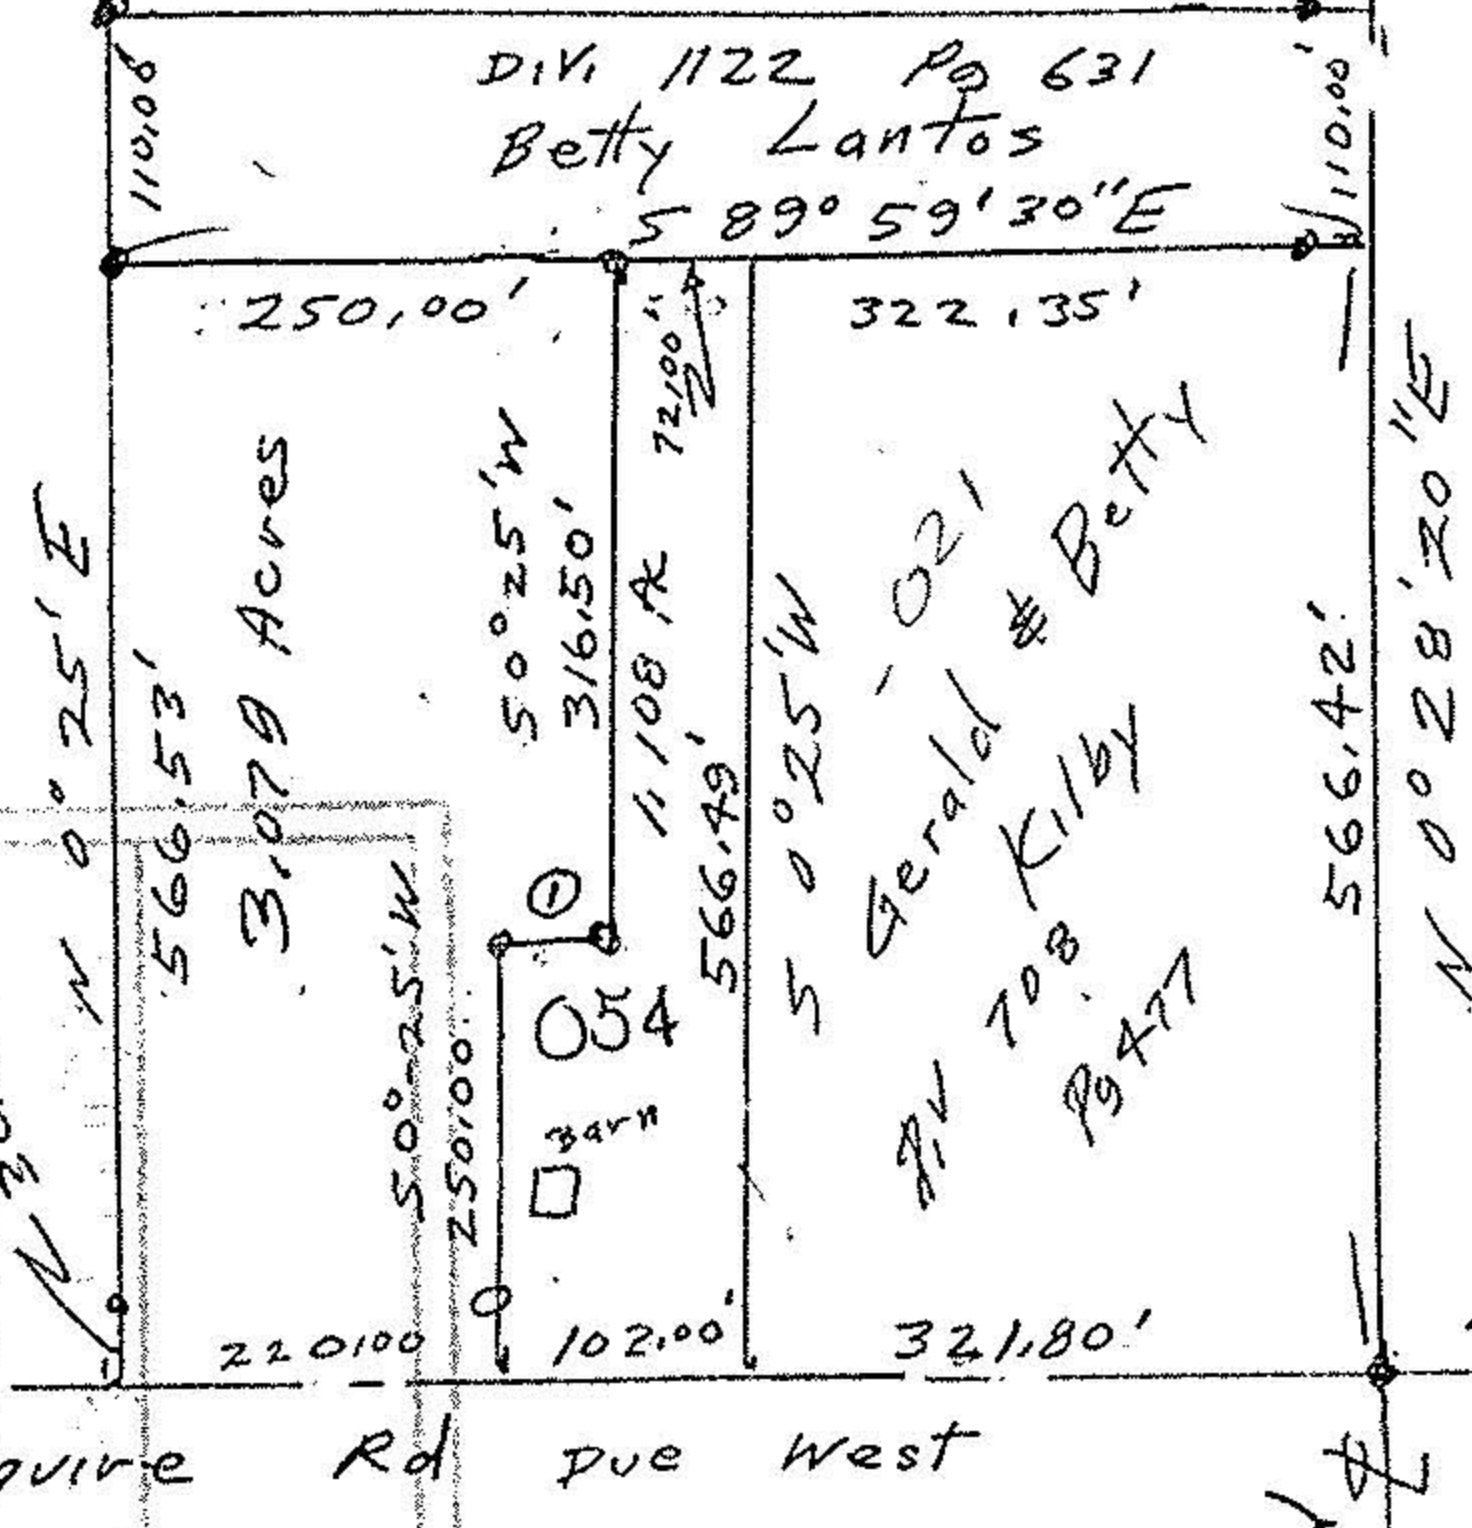 D.V. 1122 Pg 631
Betty Lantos
110.00
110.00'
S 89° 59' 30" E
250.00'
72.00'
322.35'
N 0° 25' E
566.53'
3.079 Acres
S 0° 25' W
316.50'
1.108 Ac
566.49'
S 0° 25' W
- 021
Gerald & Betty
Kilby
D.V 703
Pg 477
566.42'
N 0° 28' 20" E
1
054
Barn
S 0° 25' W
250.00
220.00
102.00'
321.80'
quire Rd Due West